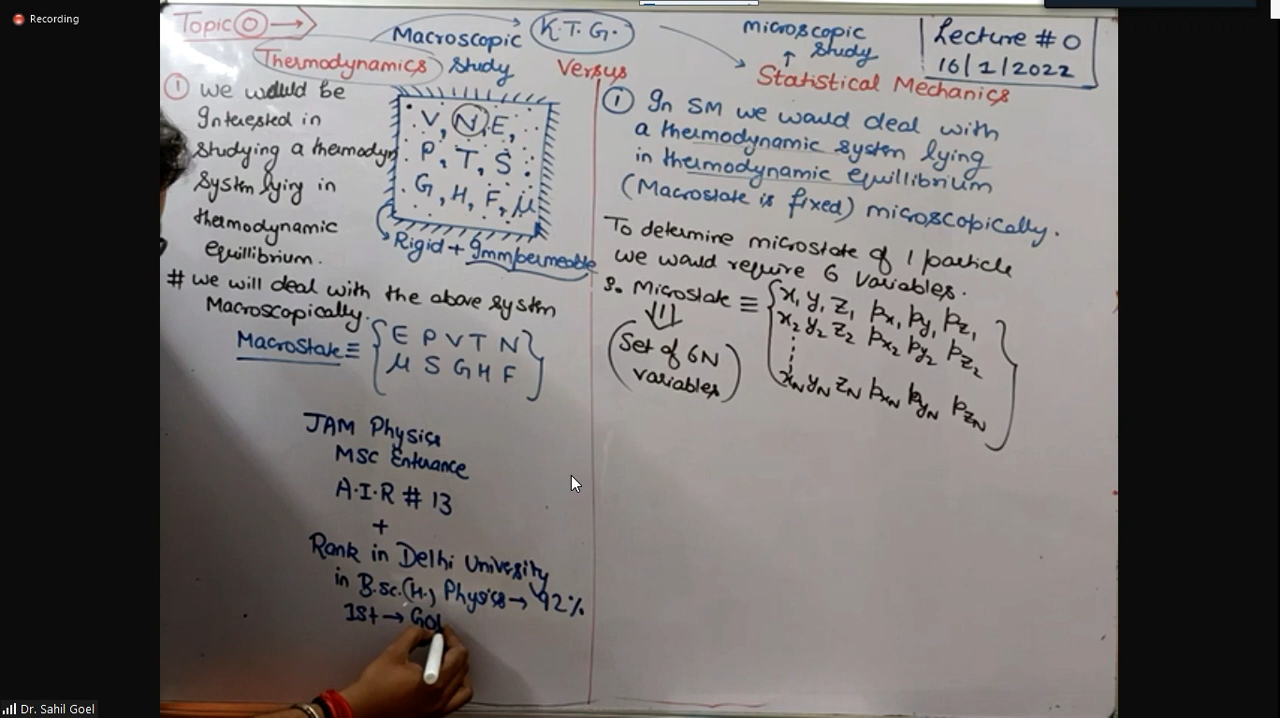 Recording
Topic 0 →
Macroscopic
K.T.G.
Microscopic
Study
Lecture # 0
16/1/2022
Thermodynamics
Study
Versus
Statistical Mechanics
① we would be
Interested in
studying a thermodyn
system lying in
thermodynamic
equillibrium.
V, N, E,
P, T, S.
G, H, F, μ
Rigid + Immpermeable
# we will deal with the above system
Macroscopically.
Macrostate ≡ { E P V T N
μ S G H F }
JAM Physics
MSc Entrance
A.I.R # 13
+
Rank in Delhi University
in B.Sc.(H.) Physics → 92%
Ist → Gol
① In SM we would deal with
a thermodynamic system lying
in thermodynamic equillibrium
(Macrostate is fixed) microscopically.
To determine microstate of 1 particle
we would require 6 variables.
So Microstate ≡ { x₁ y₁ z₁ px₁ py₁ pz₁
x₂ y₂ z₂ px₂ py₂ pz₂
⋮
xN yN zN pxN pyN pzN }
⇓
(Set of 6N
variables)
Dr. Sahil Goel